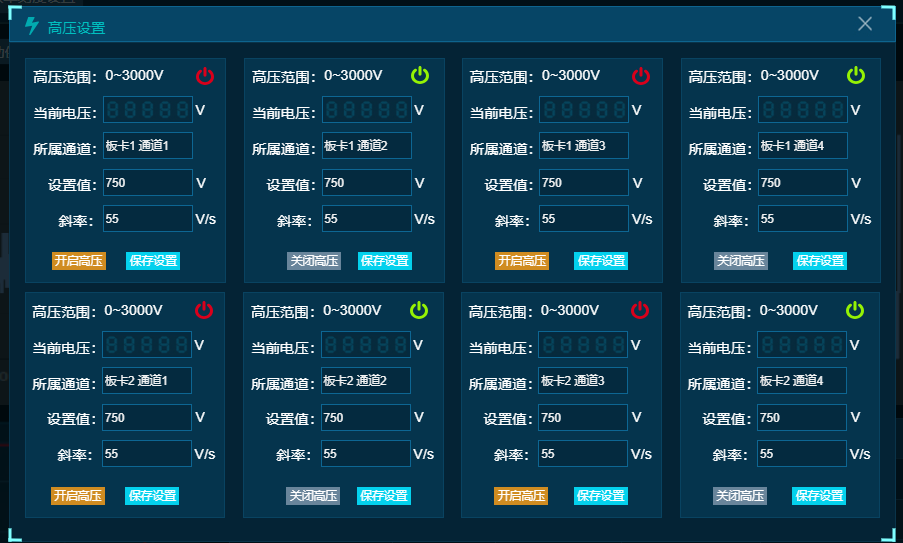 高压设置
高压范围：0~3000V
当前电压：88888 V
所属通道：板卡1 通道1
设置值：750 V
斜率：55 V/s
开启高压 保存设置
高压范围：0~3000V
当前电压：88888 V
所属通道：板卡1 通道2
设置值：750 V
斜率：55 V/s
关闭高压 保存设置
高压范围：0~3000V
当前电压：88888 V
所属通道：板卡1 通道3
设置值：750 V
斜率：55 V/s
开启高压 保存设置
高压范围：0~3000V
当前电压：88888 V
所属通道：板卡1 通道4
设置值：750 V
斜率：55 V/s
关闭高压 保存设置
高压范围：0~3000V
当前电压：88888 V
所属通道：板卡2 通道1
设置值：750 V
斜率：55 V/s
开启高压 保存设置
高压范围：0~3000V
当前电压：88888 V
所属通道：板卡2 通道2
设置值：750 V
斜率：55 V/s
关闭高压 保存设置
高压范围：0~3000V
当前电压：88888 V
所属通道：板卡2 通道3
设置值：750 V
斜率：55 V/s
开启高压 保存设置
高压范围：0~3000V
当前电压：88888 V
所属通道：板卡2 通道4
设置值：750 V
斜率：55 V/s
关闭高压 保存设置